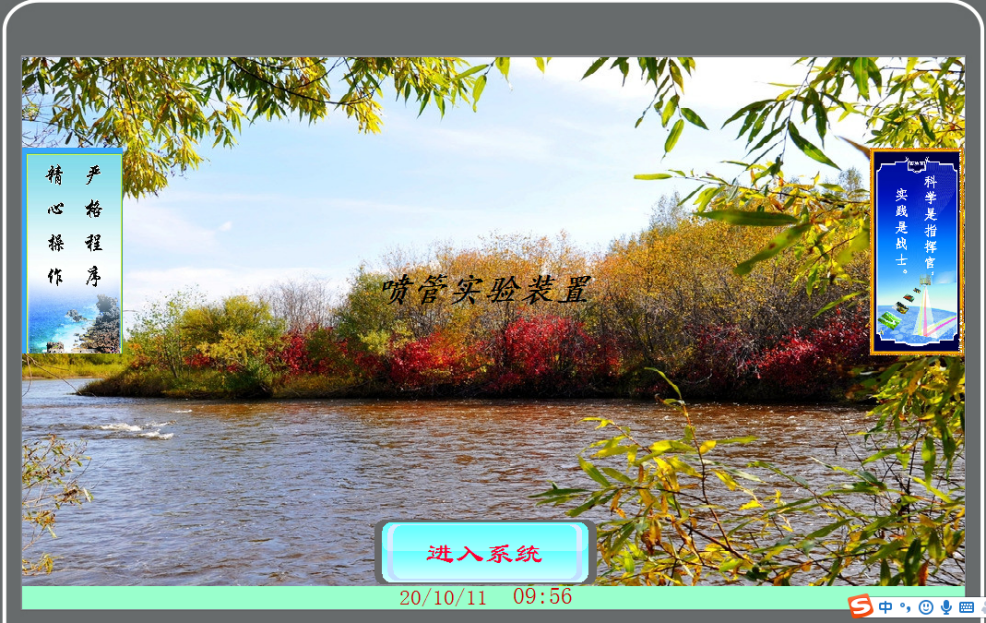 严格程序
精心操作
科学是指挥官,
实践是战士。
喷管实验装置
进入系统
20/10/11 09:56
中